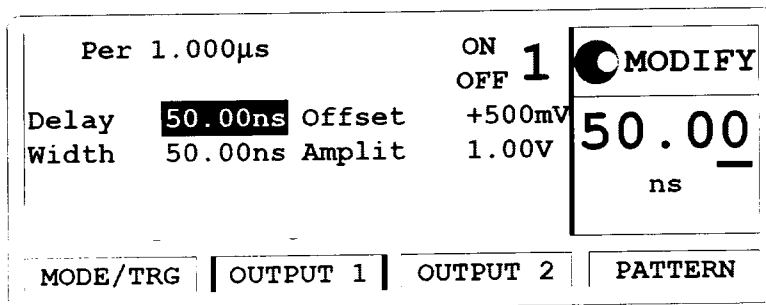 Per 1.000µs
ON
OFF
1
MODIFY
Delay 50.00ns Offset +500mV
Width 50.00ns Amplit 1.00V
50.00
ns
MODE/TRG OUTPUT 1 OUTPUT 2 PATTERN